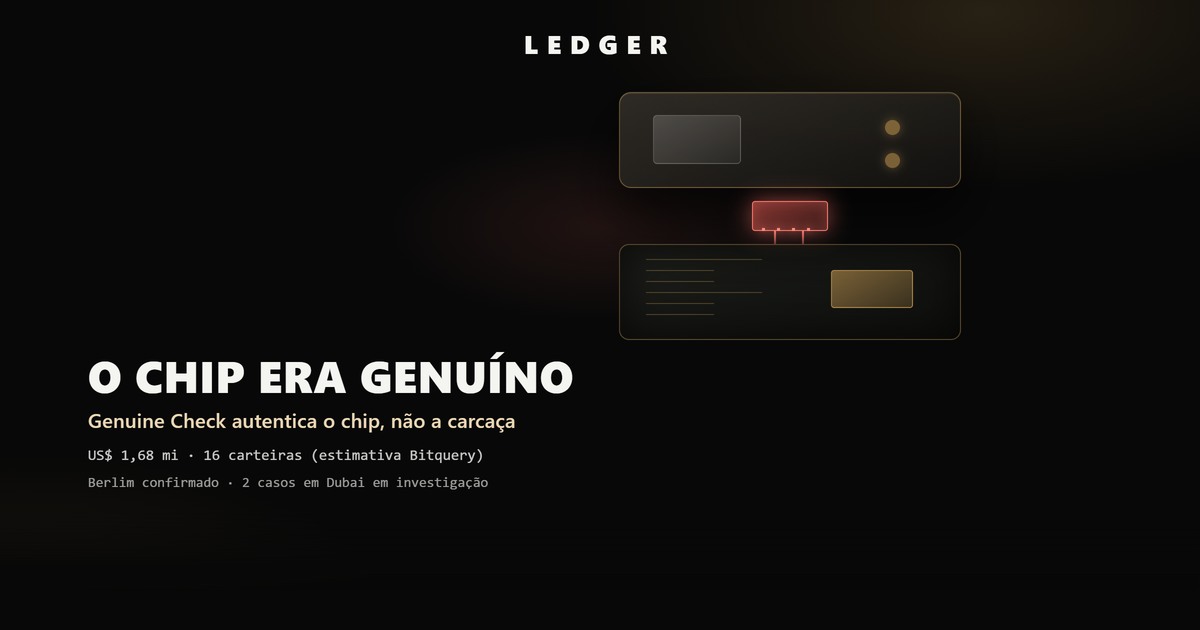 LEDGER
O CHIP ERA GENUÍNO
Genuine Check autentica o chip, não a carcaça
US$ 1,68 mi · 16 carteiras (estimativa Bitquery)
Berlim confirmado · 2 casos em Dubai em investigação